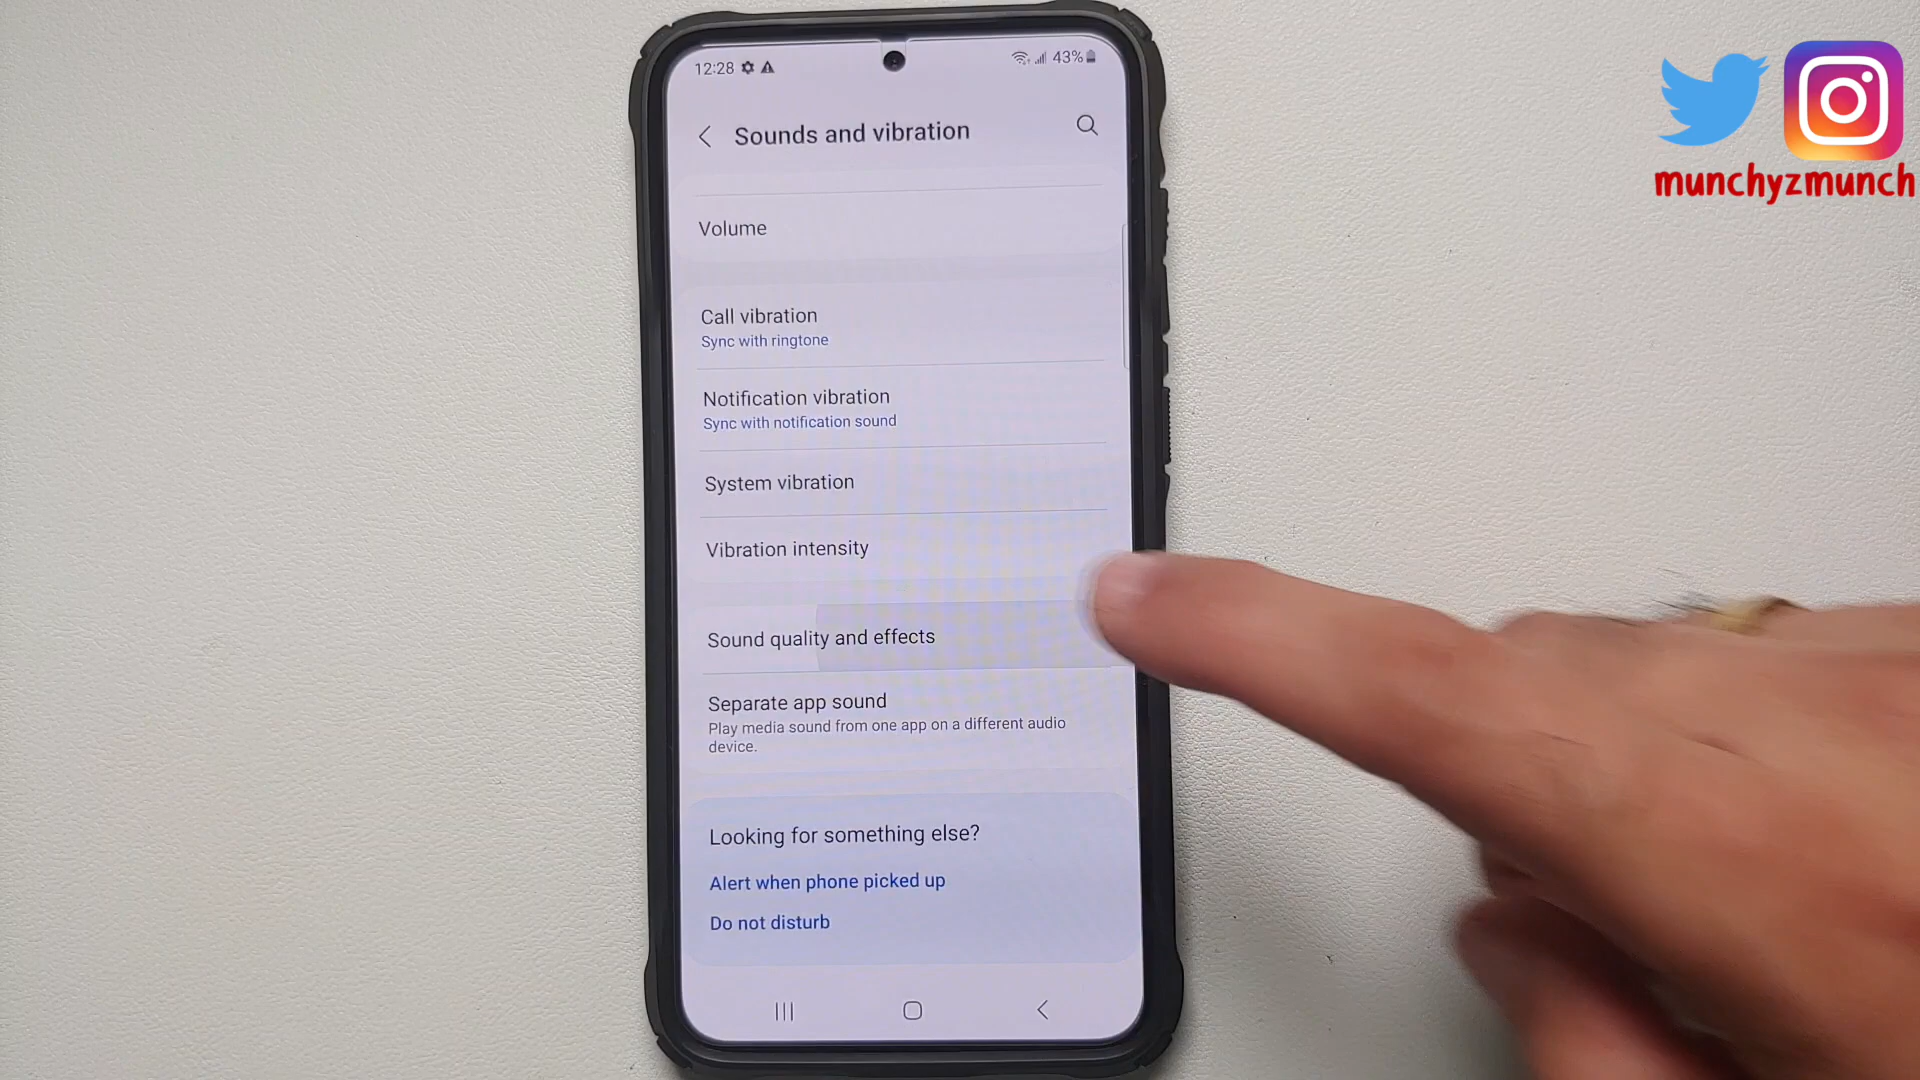 12:28
43%
Sounds and vibration
Volume
Call vibration
Sync with ringtone
Notification vibration
Sync with notification sound
System vibration
Vibration intensity
Sound quality and effects
Separate app sound
Play media sound from one app on a different audio
device.
Looking for something else?
Alert when phone picked up
Do not disturb
munchyzmunch